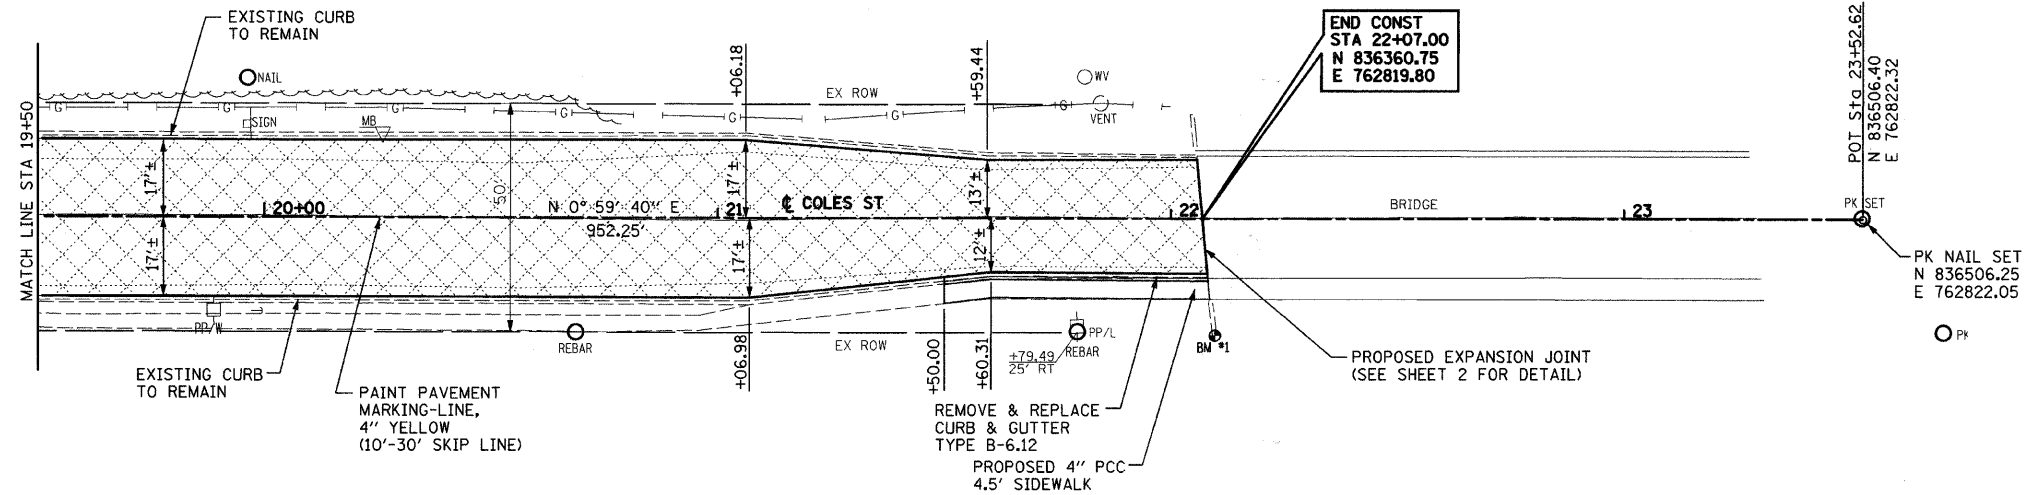 EXISTING CURB
TO REMAIN
MATCH LINE STA 19+50
NAIL
G
G
G
G
G
G
G
SIGN
MB
EX ROW
+06.18
+59.44
WV
VENT
END CONST
STA 22+07.00
N 836360.75
E 762819.80
POT Sta 23+52.62
N 836506.40
E 762822.32
17'±
17'±
50'
17'±
17'±
13'±
12'±
20+00
N 0° 59' 40" E
952.25'
21
℄ COLES ST
22
BRIDGE
23
PK SET
PK NAIL SET
N 836506.25
E 762822.05
PK
PP/W
REBAR
EX ROW
+06.98
+50.00
+60.31
+79.49
25' RT
PP/L
REBAR
BM #1
EXISTING CURB
TO REMAIN
PAINT PAVEMENT
MARKING-LINE,
4" YELLOW
(10'-30' SKIP LINE)
REMOVE & REPLACE
CURB & GUTTER
TYPE B-6.12
PROPOSED 4" PCC
4.5' SIDEWALK
PROPOSED EXPANSION JOINT
(SEE SHEET 2 FOR DETAIL)